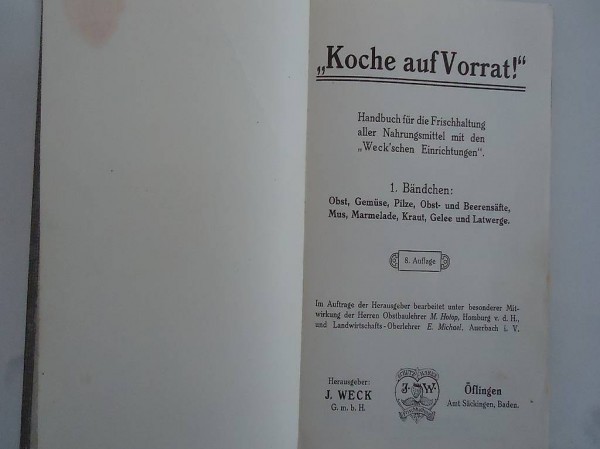 „Koche auf Vorrat!“
Handbuch für die Frischhaltung
aller Nahrungsmittel mit den
„Weck'schen Einrichtungen“.
1. Bändchen:
Obst, Gemüse, Pilze, Obst- und Beerensäfte,
Mus, Marmelade, Kraut, Gelee und Latwerge.
8. Auflage
Im Auftrage der Herausgeber bearbeitet unter besonderer Mit-
wirkung der Herren Obstbaulehrer M. Hotop, Homburg v. d. H.,
und Landwirtschafts-Oberlehrer E. Michael, Auerbach i. V.
Herausgeber:
J. WECK
G. m. b. H.
J. W.
Öflingen
Amt Säckingen, Baden.